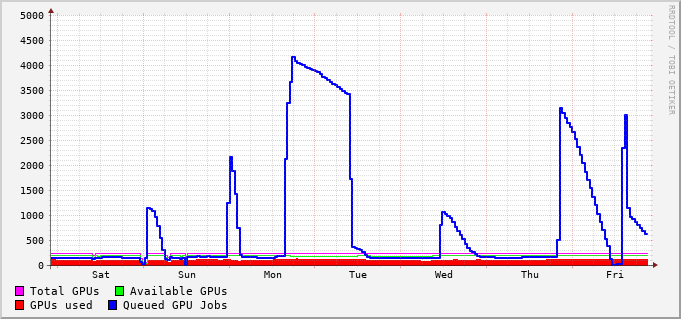 5000
4500
4000
3500
3000
2500
2000
1500
1000
500
0
Sat Sun Mon Tue Wed Thu Fri
Total GPUs Available GPUs
GPUs used Queued GPU Jobs
RRDTOOL / TOBI OETIKER